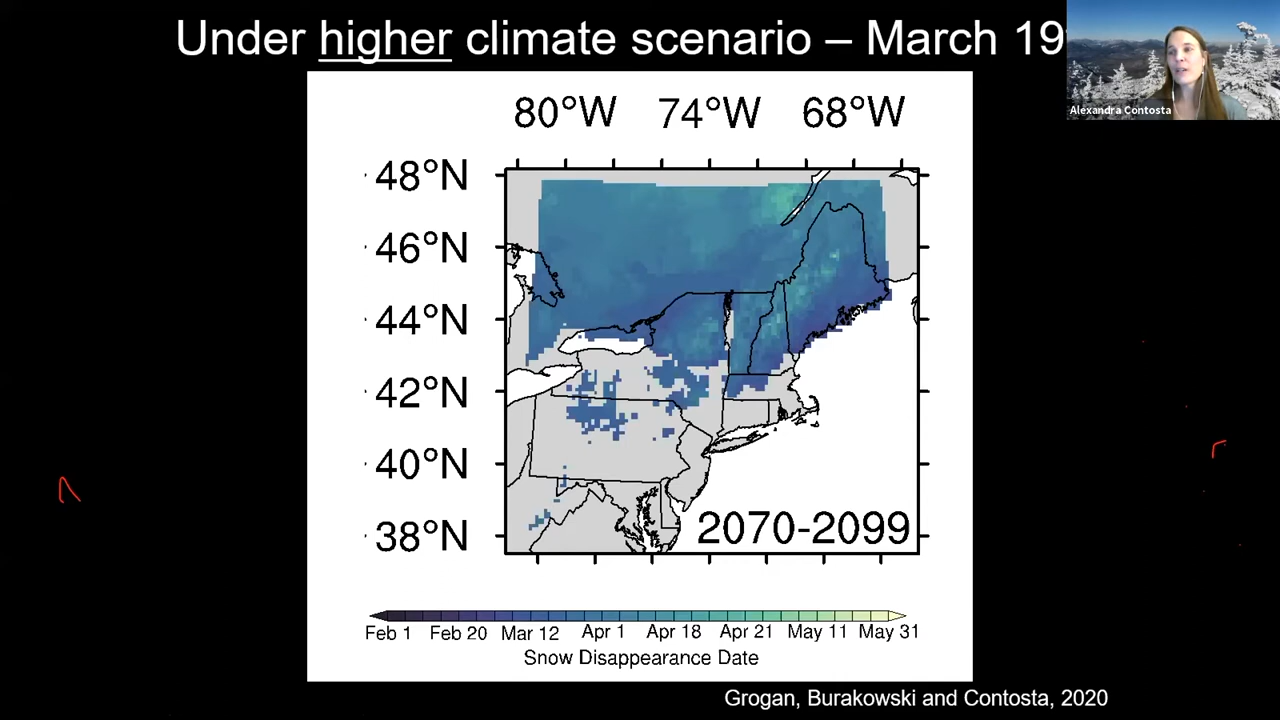 Under higher climate scenario – March 19
Alexandra Contosta
80°W 74°W 68°W
48°N
46°N
44°N
42°N
40°N
38°N
2070-2099
Feb 1 Feb 20 Mar 12 Apr 1 Apr 18 Apr 21 May 11 May 31
Snow Disappearance Date
Grogan, Burakowski and Contosta, 2020